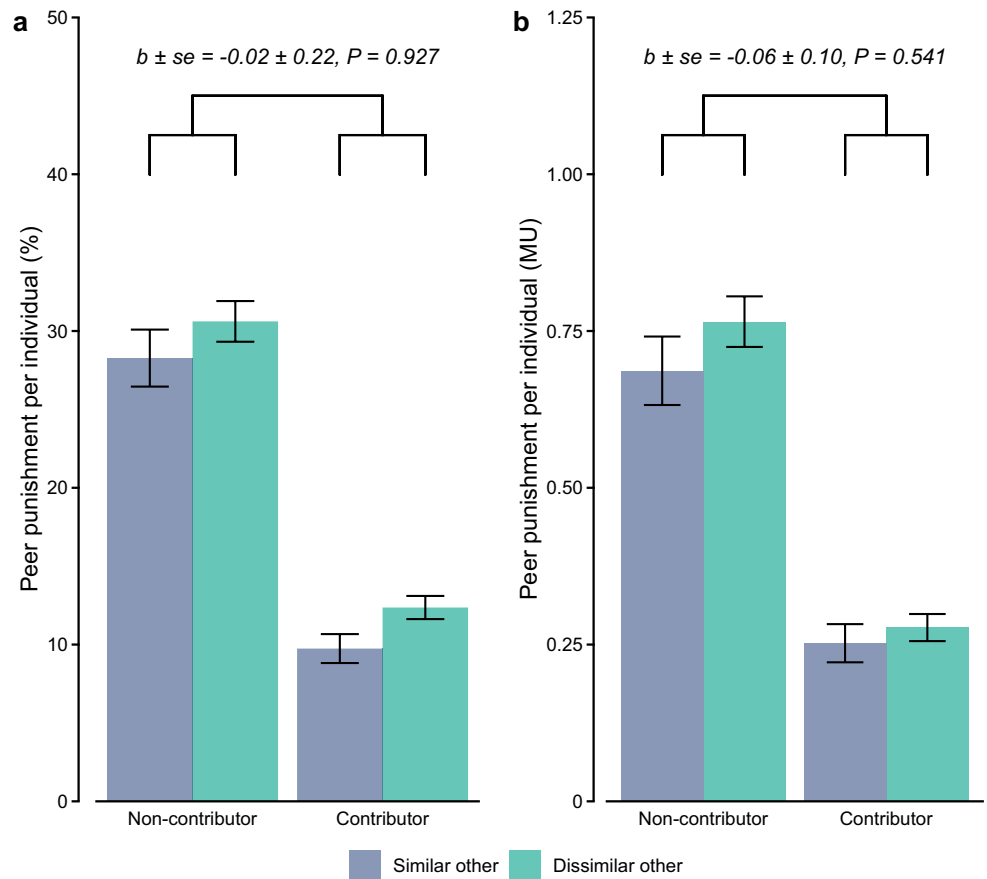 a
b ± se = -0.02 ± 0.22, P = 0.927
Peer punishment per individual (%)
50
40
30
20
10
0
Non-contributor
Contributor
b
b ± se = -0.06 ± 0.10, P = 0.541
Peer punishment per individual (MU)
1.25
1.00
0.75
0.50
0.25
0
Non-contributor
Contributor
Similar other
Dissimilar other